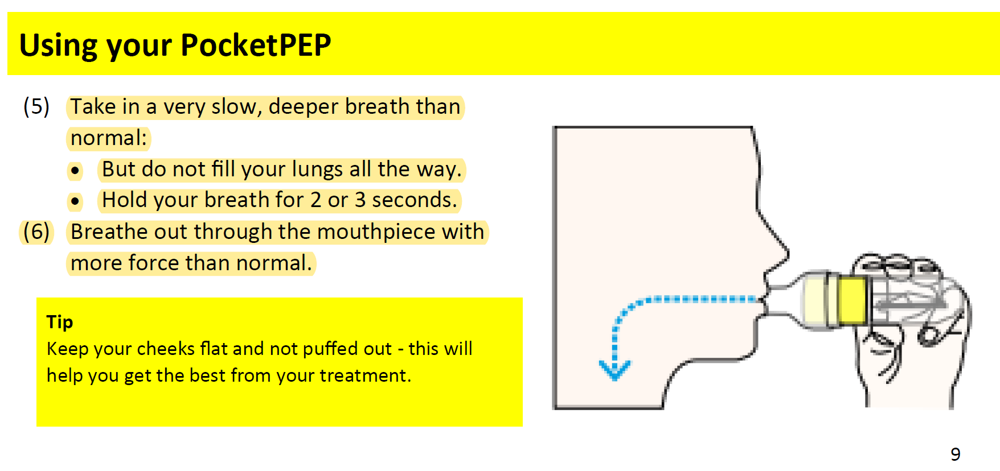 Using your PocketPEP
(5) Take in a very slow, deeper breath than
normal:
• But do not fill your lungs all the way.
• Hold your breath for 2 or 3 seconds.
(6) Breathe out through the mouthpiece with
more force than normal.
Tip
Keep your cheeks flat and not puffed out - this will
help you get the best from your treatment.
9